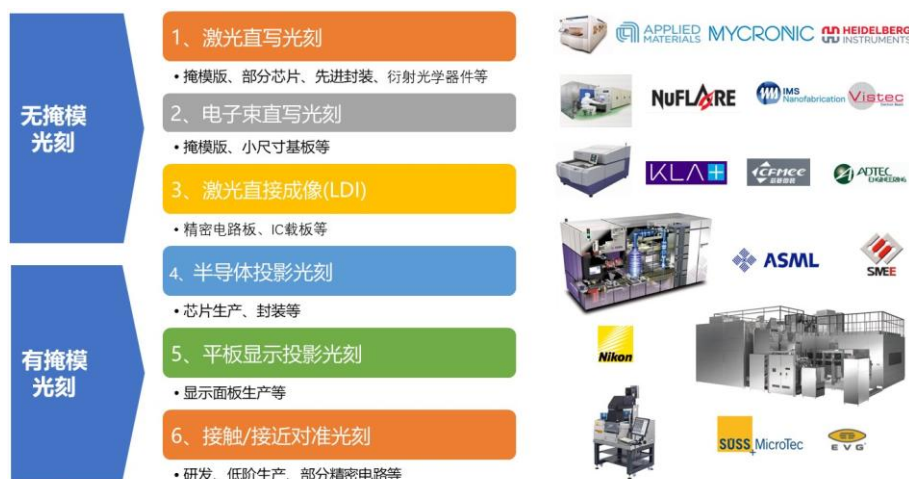 无掩模
光刻
1、激光直写光刻
• 掩模版、部分芯片、先进封装、衍射光学器件等
2、电子束直写光刻
• 掩模版、小尺寸基板等
3、激光直接成像(LDI)
• 精密电路板、IC载板等
有掩模
光刻
4、半导体投影光刻
• 芯片生产、封装等
5、平板显示投影光刻
• 显示面板生产等
6、接触/接近对准光刻
• 研发、低阶生产、部分精密电路等
APPLIED
MATERIALS
MYCRONIC
HEIDELBERG
INSTRUMENTS
NUFLARE
IMS
Nanofabrication
Vistec
KLA+
CFMEE
ADTEC
ENGINEERING
ASML
SMEE
Nikon
SUSS
MicroTec
EVG